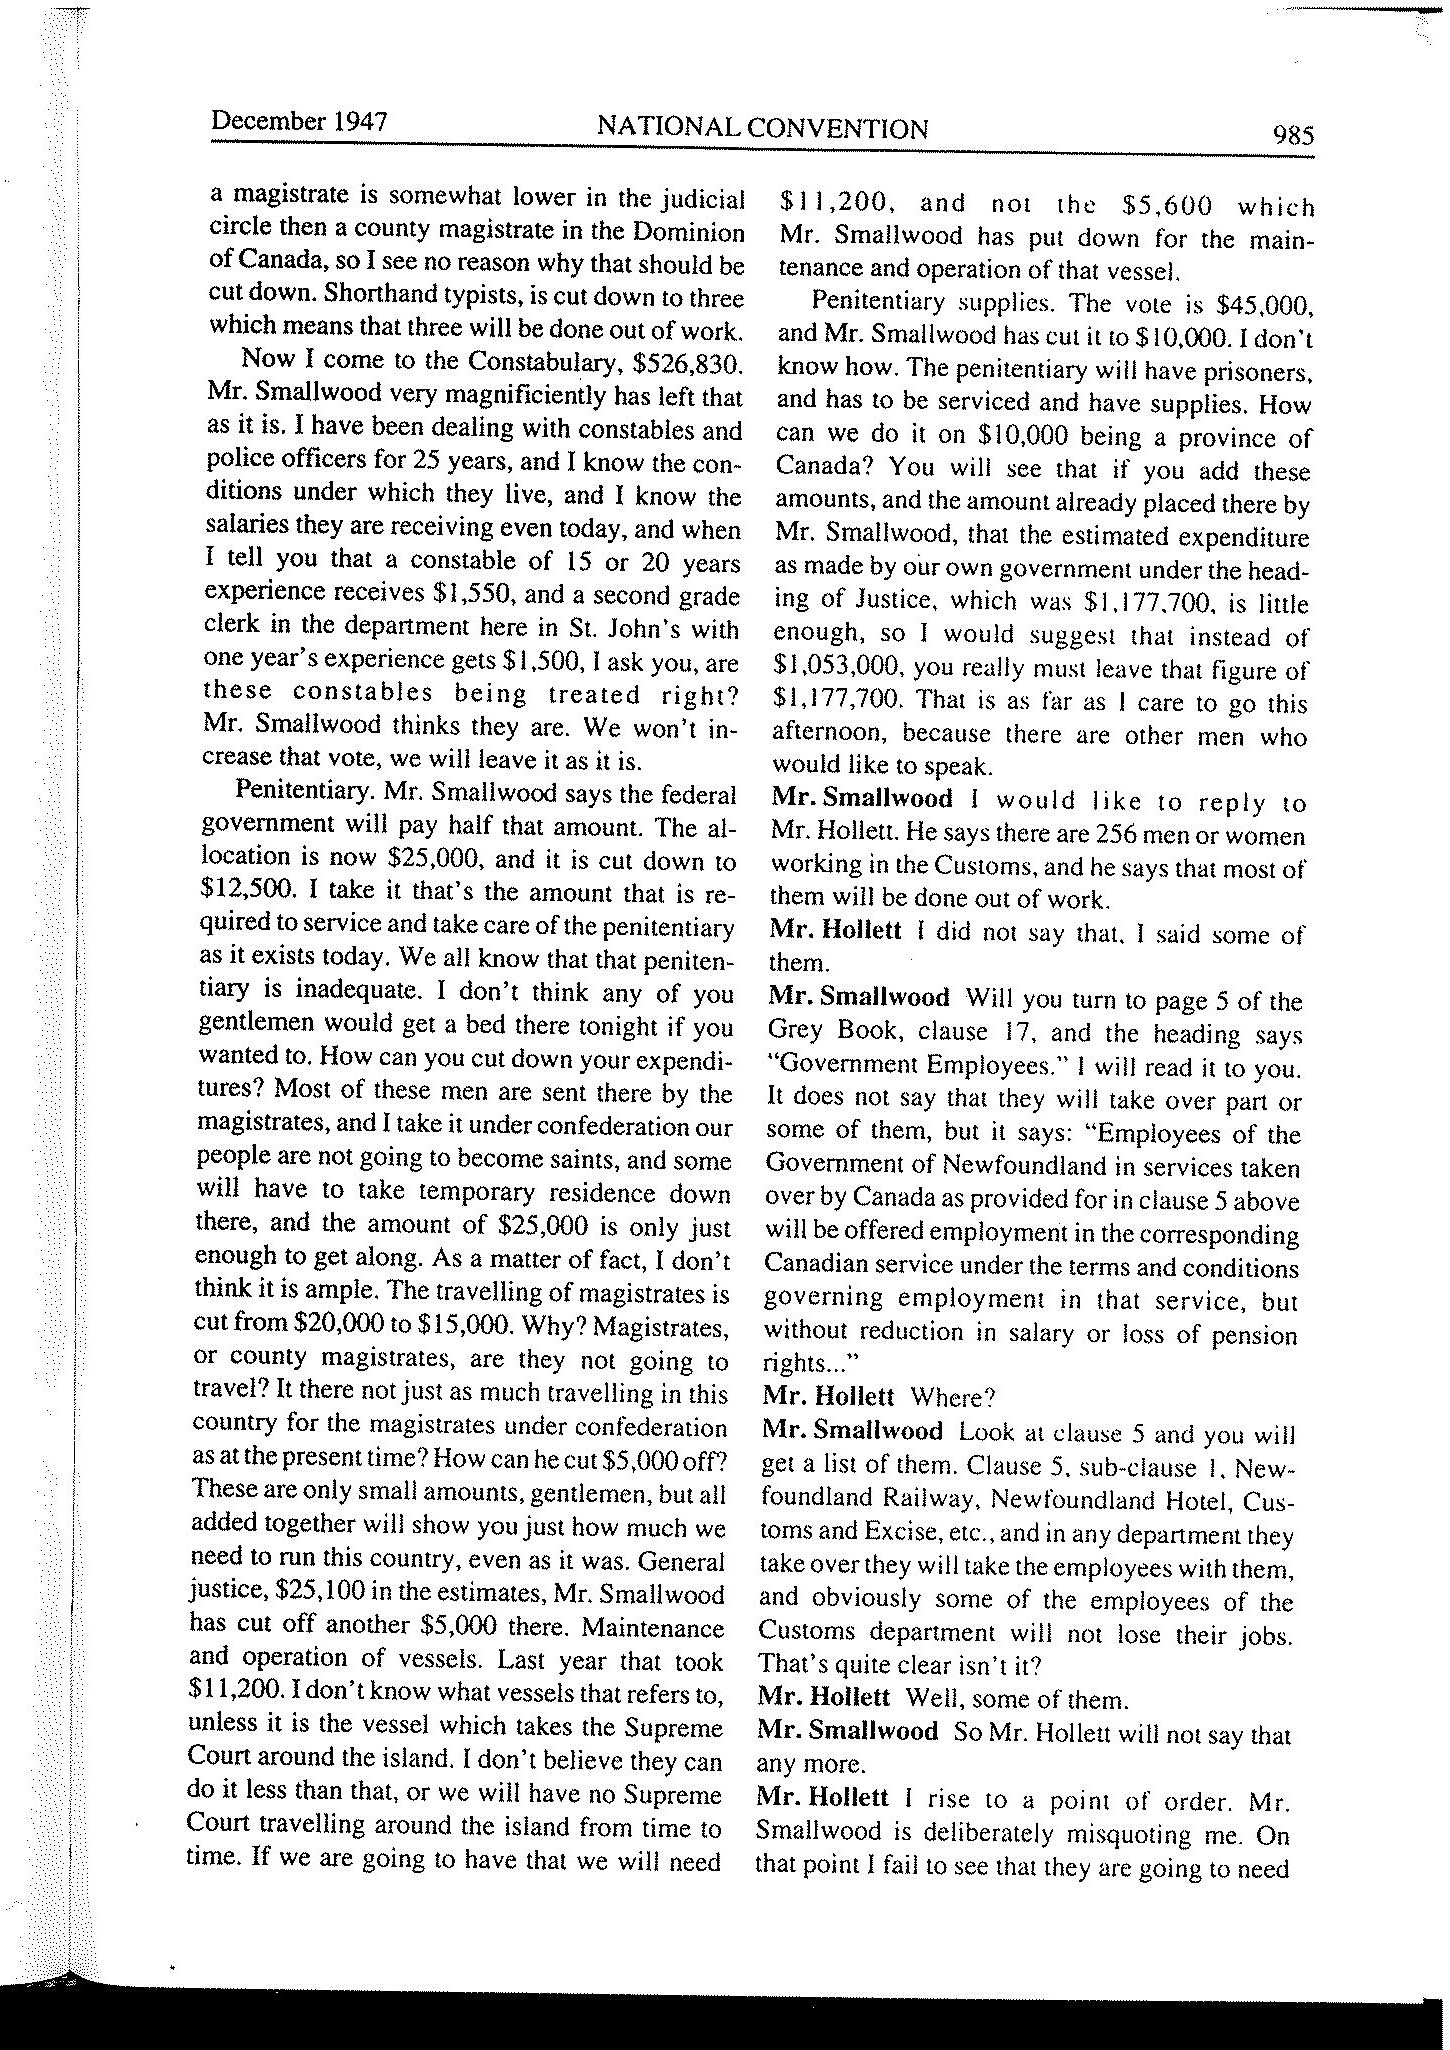 December 1947
NATIONAL CONVENTION
985
a magistrate is somewhat lower in the judicial
circle then a county magistrate in the Dominion
of Canada, so I see no reason why that should be
cut down. Shorthand typists, is cut down to three
which means that three will be done out of work.
Now I come to the Constabulary, $526,830.
Mr. Smallwood very magnificiently has left that
as it is. I have been dealing with constables and
police officers for 25 years, and I know the con-
ditions under which they live, and I know the
salaries they are receiving even today, and when
I tell you that a constable of 15 or 20 years
experience receives $1,550, and a second grade
clerk in the department here in St. John's with
one year's experience gets $1,500, I ask you, are
these constables being treated right?
Mr. Smallwood thinks they are. We won't in-
crease that vote, we will leave it as it is.
Penitentiary. Mr. Smallwood says the federal
government will pay half that amount. The al-
location is now $25,000, and it is cut down to
$12,500. I take it that's the amount that is re-
quired to service and take care of the penitentiary
as it exists today. We all know that that peniten-
tiary is inadequate. I don't think any of you
gentlemen would get a bed there tonight if you
wanted to. How can you cut down your expendi-
tures? Most of these men are sent there by the
magistrates, and I take it under confederation our
people are not going to become saints, and some
will have to take temporary residence down
there, and the amount of $25,000 is only just
enough to get along. As a matter of fact, I don't
think it is ample. The travelling of magistrates is
cut from $20,000 to $15,000. Why? Magistrates,
or county magistrates, are they not going to
travel? It there not just as much travelling in this
country for the magistrates under confederation
as at the present time? How can he cut $5,000 off?
These are only small amounts, gentlemen, but all
added together will show you just how much we
need to run this country, even as it was. General
justice, $25,100 in the estimates, Mr. Smallwood
has cut off another $5,000 there. Maintenance
and operation of vessels. Last year that took
$11,200. I don't know what vessels that refers to,
unless it is the vessel which takes the Supreme
Court around the island. I don't believe they can
do it less than that, or we will have no Supreme
Court travelling around the island from time to
time. If we are going to have that we will need
$11,200, and not the $5,600 which
Mr. Smallwood has put down for the main-
tenance and operation of that vessel.
Penitentiary supplies. The vote is $45,000,
and Mr. Smallwood has cut it to $10,000. I don't
know how. The penitentiary will have prisoners,
and has to be serviced and have supplies. How
can we do it on $10,000 being a province of
Canada? You will see that if you add these
amounts, and the amount already placed there by
Mr. Smallwood, that the estimated expenditure
as made by our own government under the head-
ing of Justice, which was $1,177,700, is little
enough, so I would suggest that instead of
$1,053,000, you really must leave that figure of
$1,177,700. That is as far as I care to go this
afternoon, because there are other men who
would like to speak.
Mr. Smallwood I would like to reply to
Mr. Hollett. He says there are 256 men or women
working in the Customs, and he says that most of
them will be done out of work.
Mr. Hollett I did not say that. I said some of
them.
Mr. Smallwood Will you turn to page 5 of the
Grey Book, clause 17, and the heading says
"Government Employees." I will read it to you.
It does not say that they will take over part or
some of them, but it says: "Employees of the
Government of Newfoundland in services taken
over by Canada as provided for in clause 5 above
will be offered employment in the corresponding
Canadian service under the terms and conditions
governing employment in that service, but
without reduction in salary or loss of pension
rights..."
Mr. Hollett Where?
Mr. Smallwood Look at clause 5 and you will
get a list of them. Clause 5, sub-clause 1. New-
foundland Railway, Newfoundland Hotel, Cus-
toms and Excise, etc., and in any department they
take over they will take the employees with them,
and obviously some of the employees of the
Customs department will not lose their jobs.
That's quite clear isn't it?
Mr. Hollett Well, some of them.
Mr. Smallwood So Mr. Hollett will not say that
any more.
Mr. Hollett I rise to a point of order. Mr.
Smallwood is deliberately misquoting me. On
that point I fail to see that they are going to need